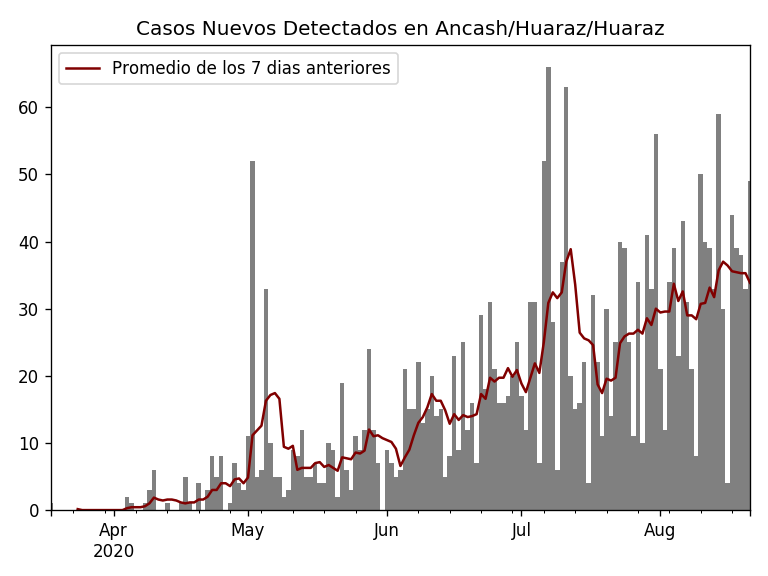 Casos Nuevos Detectados en Ancash/Huaraz/Huaraz
Promedio de los 7 dias anteriores
60
50
40
30
20
10
0
Apr
2020
May
Jun
Jul
Aug